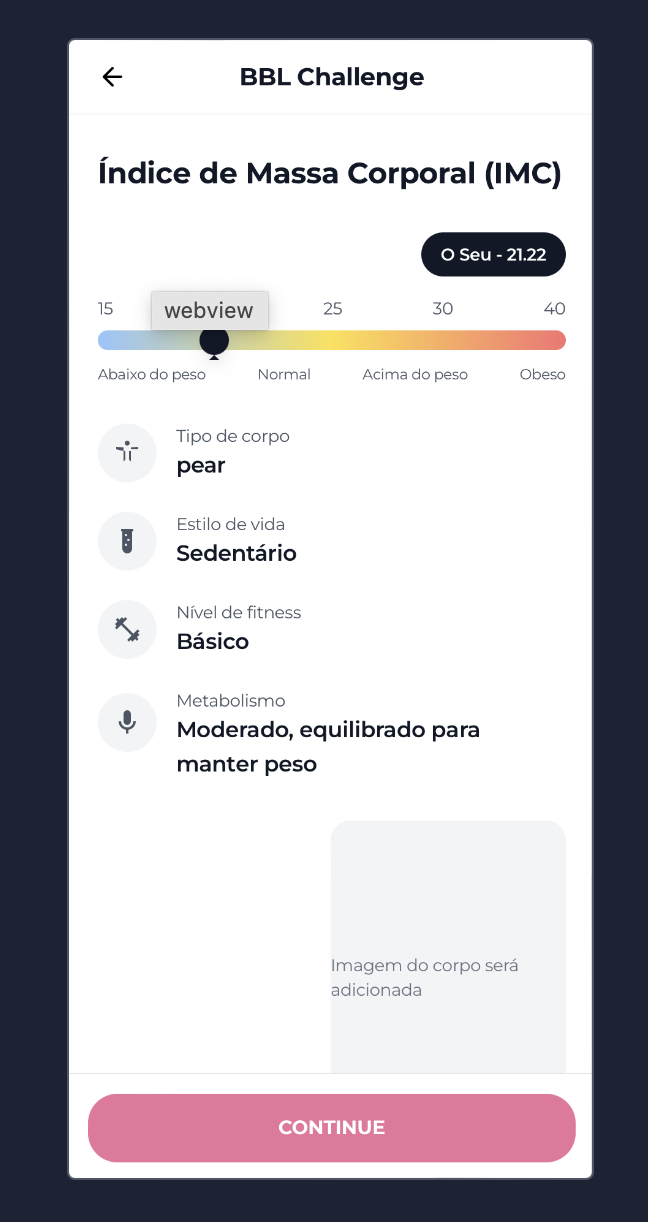 BBL Challenge
Índice de Massa Corporal (IMC)
O Seu - 21.22
15 webview 25 30 40
Abaixo do peso Normal Acima do peso Obeso
Tipo de corpo
pear
Estilo de vida
Sedentário
Nível de fitness
Básico
Metabolismo
Moderado, equilibrado para
manter peso
Imagem do corpo será
adicionada
CONTINUE